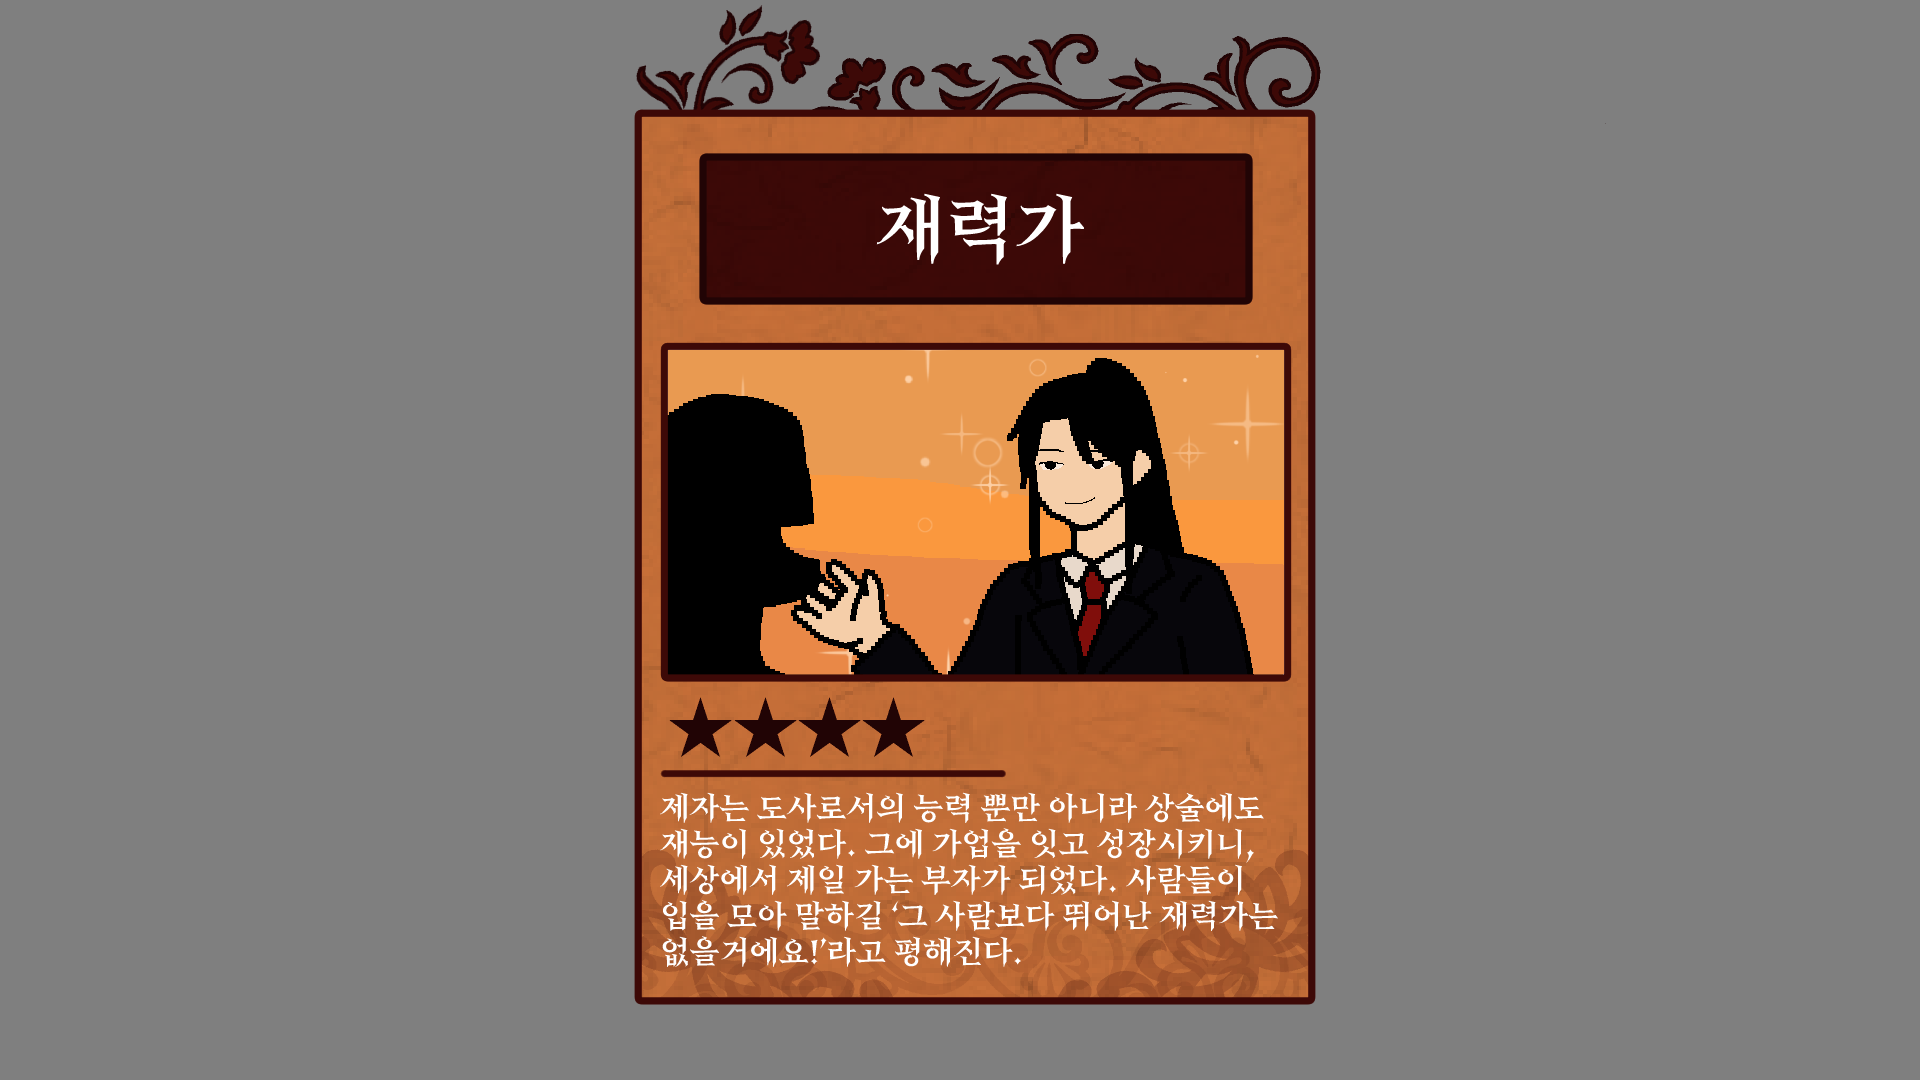 재력가
★★★★
제자는 도사로서의 능력 뿐만 아니라 상술에도
재능이 있었다. 그에 가업을 잇고 성장시키니,
세상에서 제일 가는 부자가 되었다. 사람들이
입을 모아 말하길 ‘그 사람보다 뛰어난 재력가는
없을거에요!’라고 평해진다.